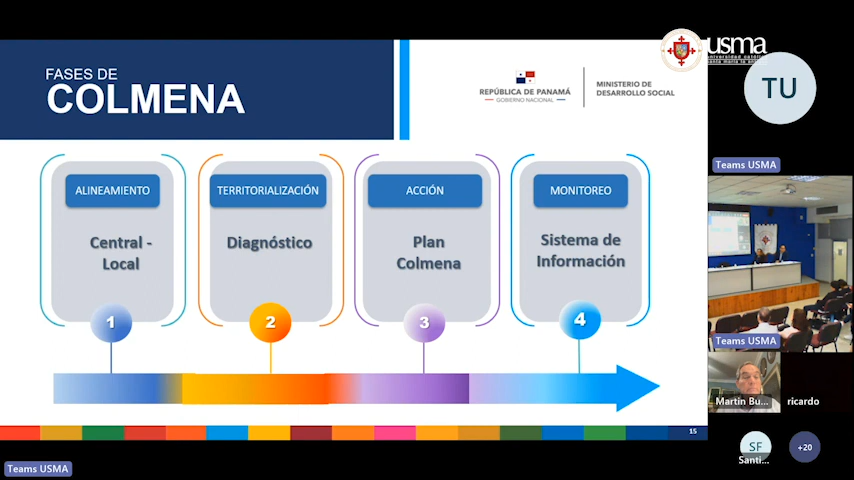 FASES DE
COLMENA
REPÚBLICA DE PANAMÁ
GOBIERNO NACIONAL
MINISTERIO DE
DESARROLLO SOCIAL
usma
TU
Teams USMA
ALINEAMIENTO
Central -
Local
1
TERRITORIALIZACIÓN
Diagnóstico
2
ACCIÓN
Plan
Colmena
3
MONITOREO
Sistema de
Información
4
Teams USMA
Martin Bu...
ricardo
15
SF
Santi...
+20
Teams USMA